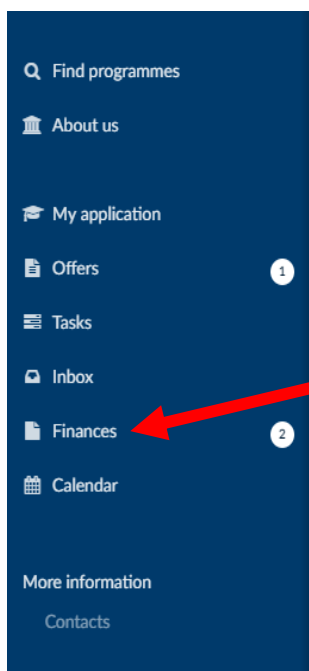 Find programmes
About us
My application
Offers 1
Tasks
Inbox
Finances 2
Calendar
More information
Contacts